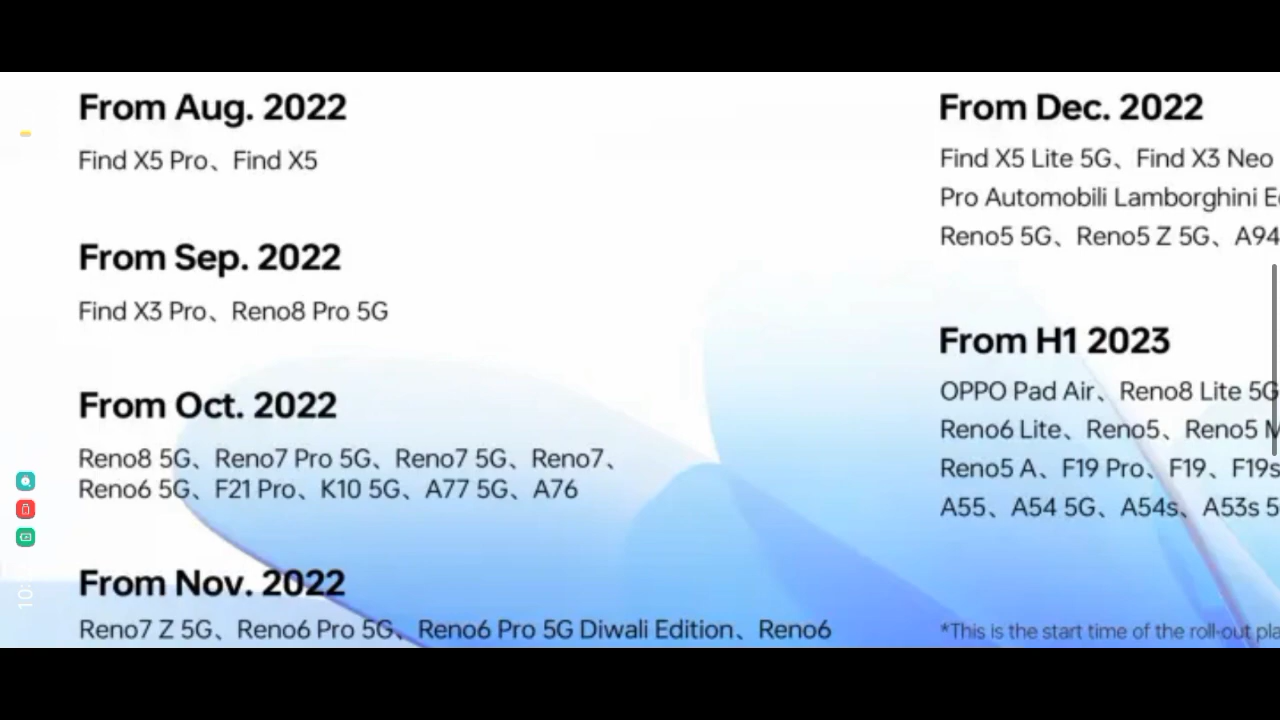 From Aug. 2022
Find X5 Pro、Find X5
From Sep. 2022
Find X3 Pro、Reno8 Pro 5G
From Oct. 2022
Reno8 5G、Reno7 Pro 5G、Reno7 5G、Reno7、
Reno6 5G、F21 Pro、K10 5G、A77 5G、A76
From Nov. 2022
Reno7 Z 5G、Reno6 Pro 5G、Reno6 Pro 5G Diwali Edition、Reno6
From Dec. 2022
Find X5 Lite 5G、Find X3 Neo
Pro Automobili Lamborghini
Reno5 5G、Reno5 Z 5G、A94
From H1 2023
OPPO Pad Air、Reno8 Lite 5G
Reno6 Lite、Reno5、Reno5
Reno5 A、F19 Pro、F19、F19s
A55、A54 5G、A54s、A53s
*This is the start time of the roll-out